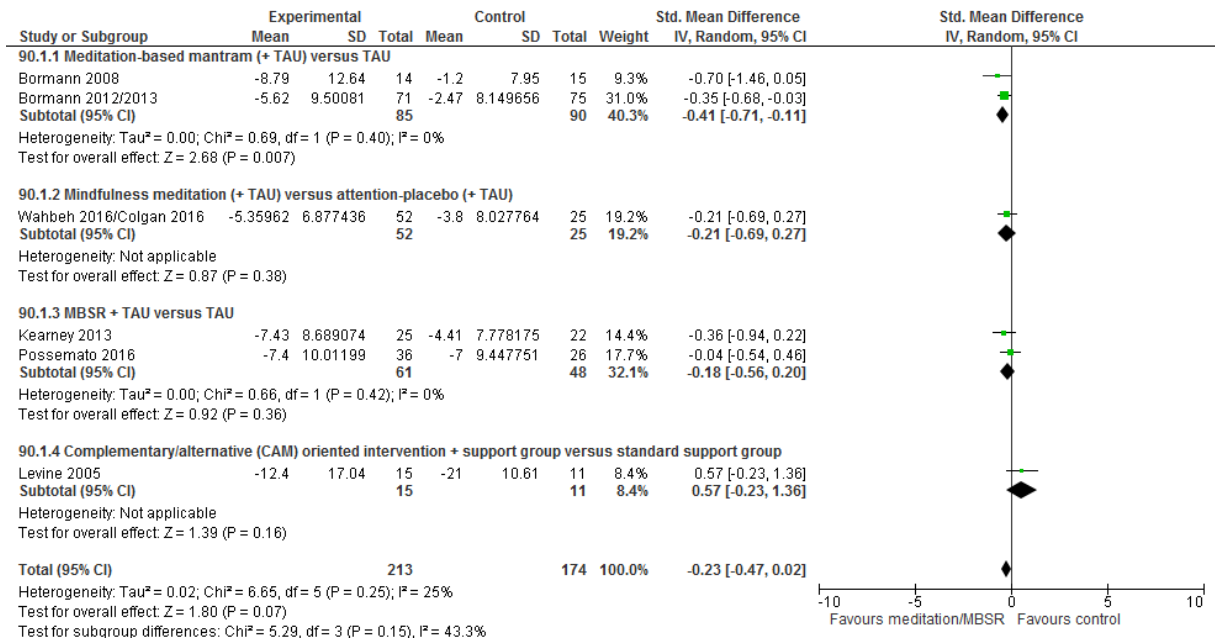 Experimental Control Std. Mean Difference Std. Mean Difference
Study or Subgroup Mean SD Total Mean SD Total Weight IV, Random, 95% CI IV, Random, 95% CI
90.1.1 Meditation-based mantram (+ TAU) versus TAU
Bormann 2008 -8.79 12.64 14 -1.2 7.95 15 9.3% -0.70 [-1.46, 0.05]
Bormann 2012/2013 -5.62 9.50081 71 -2.47 8.149656 75 31.0% -0.35 [-0.68, -0.03]
Subtotal (95% CI) 85 90 40.3% -0.41 [-0.71, -0.11]
Heterogeneity: Tau² = 0.00; Chi² = 0.69, df = 1 (P = 0.40); I² = 0%
Test for overall effect: Z = 2.68 (P = 0.007)
90.1.2 Mindfulness meditation (+ TAU) versus attention-placebo (+ TAU)
Wahbeh 2016/Colgan 2016 -5.35962 6.877436 52 -3.8 8.027764 25 19.2% -0.21 [-0.69, 0.27]
Subtotal (95% CI) 52 25 19.2% -0.21 [-0.69, 0.27]
Heterogeneity: Not applicable
Test for overall effect: Z = 0.87 (P = 0.38)
90.1.3 MBSR + TAU versus TAU
Kearney 2013 -7.43 8.689074 25 -4.41 7.778175 22 14.4% -0.36 [-0.94, 0.22]
Possemato 2016 -7.4 10.01199 36 -7 9.447751 26 17.7% -0.04 [-0.54, 0.46]
Subtotal (95% CI) 61 48 32.1% -0.18 [-0.56, 0.20]
Heterogeneity: Tau² = 0.00; Chi² = 0.66, df = 1 (P = 0.42); I² = 0%
Test for overall effect: Z = 0.92 (P = 0.36)
90.1.4 Complementary/alternative (CAM) oriented intervention + support group versus standard support group
Levine 2005 -12.4 17.04 15 -21 10.61 11 8.4% 0.57 [-0.23, 1.36]
Subtotal (95% CI) 15 11 8.4% 0.57 [-0.23, 1.36]
Heterogeneity: Not applicable
Test for overall effect: Z = 1.39 (P = 0.16)
Total (95% CI) 213 174 100.0% -0.23 [-0.47, 0.02]
Heterogeneity: Tau² = 0.02; Chi² = 6.65, df = 5 (P = 0.25); I² = 25%
Test for overall effect: Z = 1.80 (P = 0.07)
Test for subgroup differences: Chi² = 5.29, df = 3 (P = 0.15), I² = 43.3%
-10 -5 0 5 10
Favours meditation/MBSR Favours control